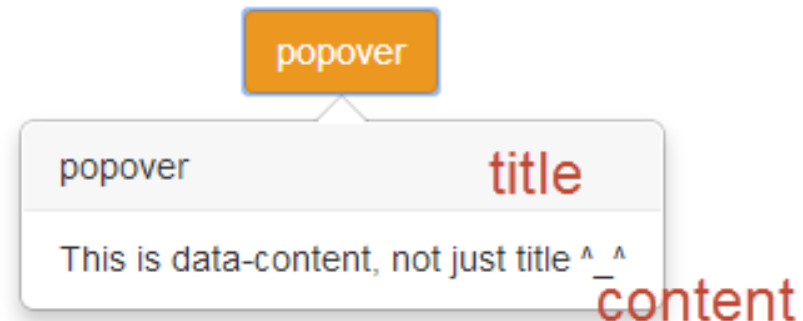 popover
popover title
This is data-content, not just title ^_^
content